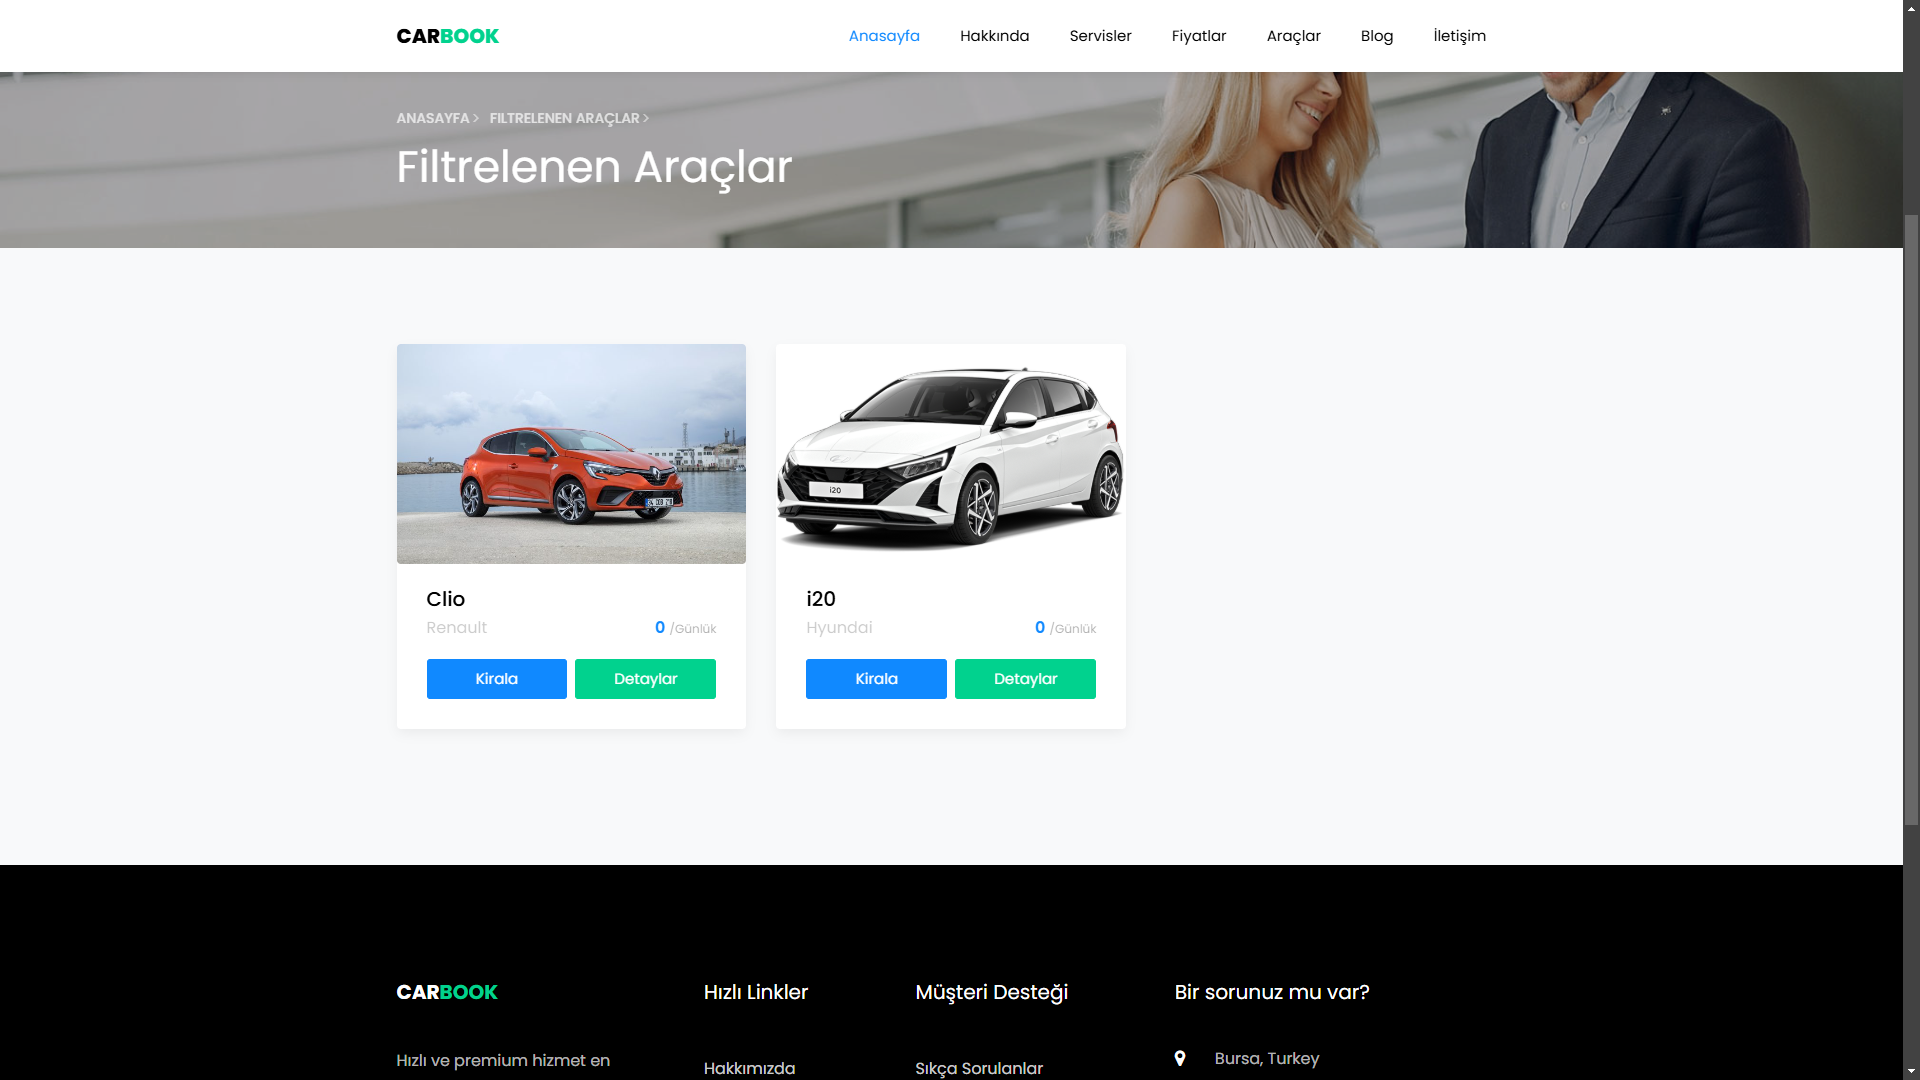 CARBOOK
Anasayfa Hakkında Servisler Fiyatlar Araçlar Blog İletişim
ANASAYFA > FILTRELENEN ARAÇLAR >
Filtrelenen Araçlar
i20
Clio
Renault
0 /Günlük
Kirala
Detaylar
i20
Hyundai
0 /Günlük
Kirala
Detaylar
CARBOOK
Hızlı ve premium hizmet en
Hızlı Linkler
Hakkımızda
Müşteri Desteği
Sıkça Sorulanlar
Bir sorunuz mu var?
Bursa, Turkey